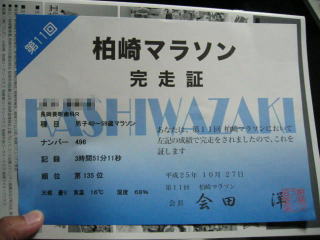 第11回
柏崎マラソン
完走証
KASHIWAZAKI
種目 男子40〜59歳マラソン
ナンバー 496
記録 3時間51分11秒
順位 第135位
天候 曇り 気温 16℃ 湿度 68%
あなたは、第11回柏崎マラソンにおいて
左記の成績で完走をされましたので、これを
証します
平成25年10月27日
第11回 柏崎マラソン
会長 会田 洋